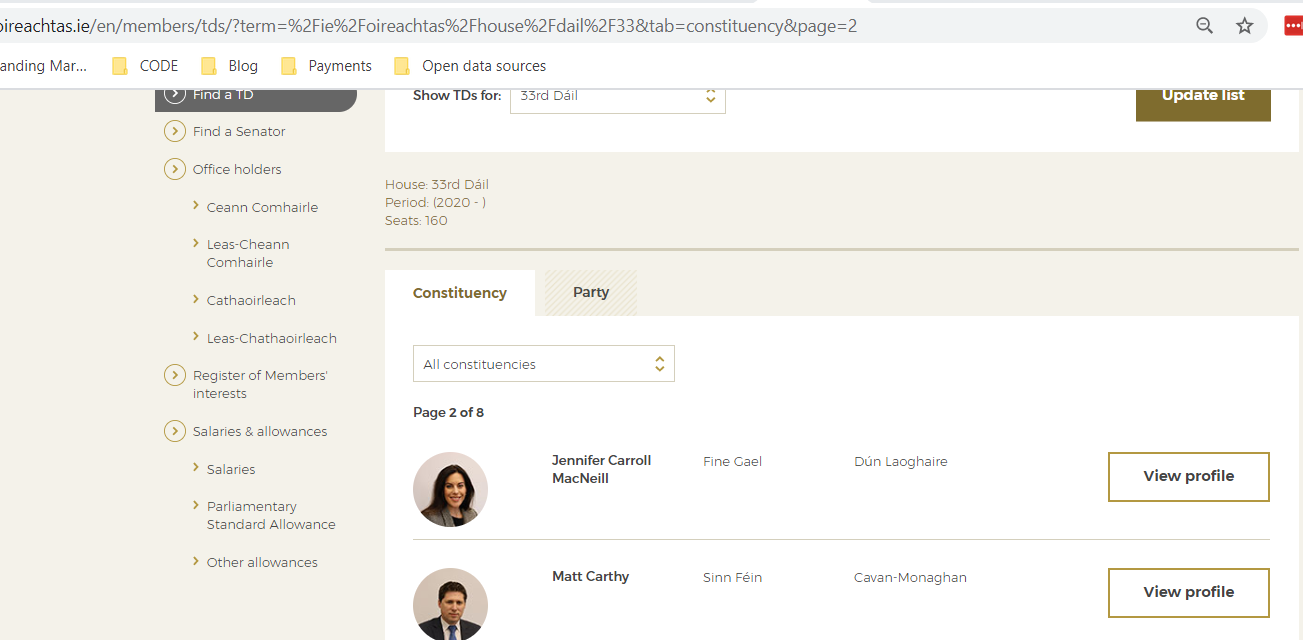 oireachtas.ie/en/members/tds/?term=%2Fie%2Foireachtas%2Fhouse%2Fdail%2F33&tab=constituency&page=2
anding Mar...
CODE
Blog
Payments
Open data sources
Find a TD
Find a Senator
Office holders
Ceann Comhairle
Leas-Cheann
Comhairle
Cathaoirleach
Leas-Chathaoirleach
Register of Members'
interests
Salaries & allowances
Salaries
Parliamentary
Standard Allowance
Other allowances
Show TDs for:
33rd Dáil
Update list
House: 33rd Dáil
Period: (2020 - )
Seats: 160
Constituency
Party
All constituencies
Page 2 of 8
Jennifer Carroll
MacNeill
Fine Gael
Dún Laoghaire
View profile
Matt Carthy
Sinn Féin
Cavan-Monaghan
View profile